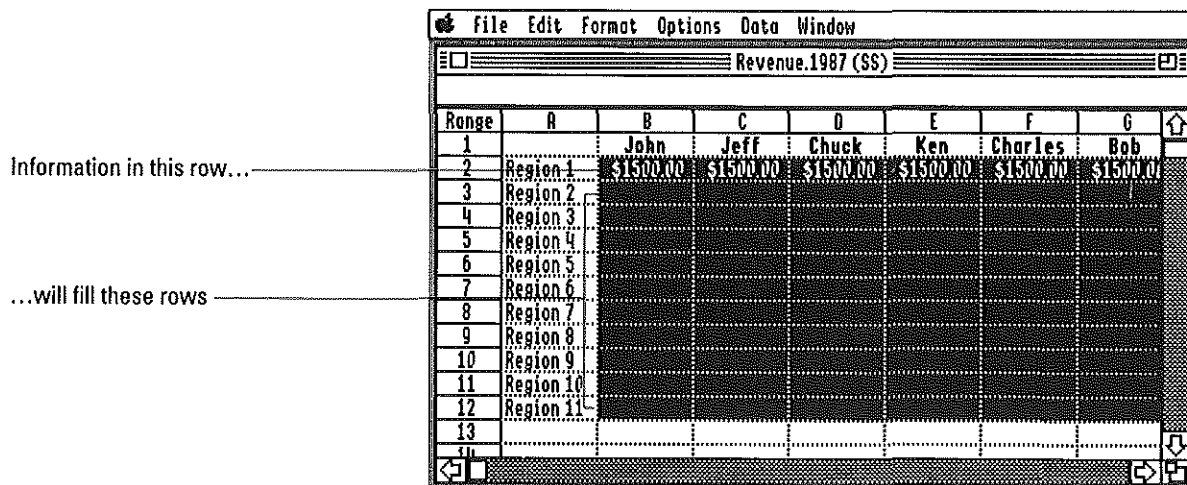 File Edit Format Options Data Window
Revenue.1987 (SS)
Range A B C D E F G
1 John Jeff Chuck Ken Charles Bob
Information in this row...
2 Region 1 $1500.00 $1500.00 $1500.00 $1500.00 $1500.00 $1500.0
3 Region 2
4 Region 3
5 Region 4
6 Region 5
...will fill these rows
7 Region 6
8 Region 7
9 Region 8
10 Region 9
11 Region 10
12 Region 11
13
14